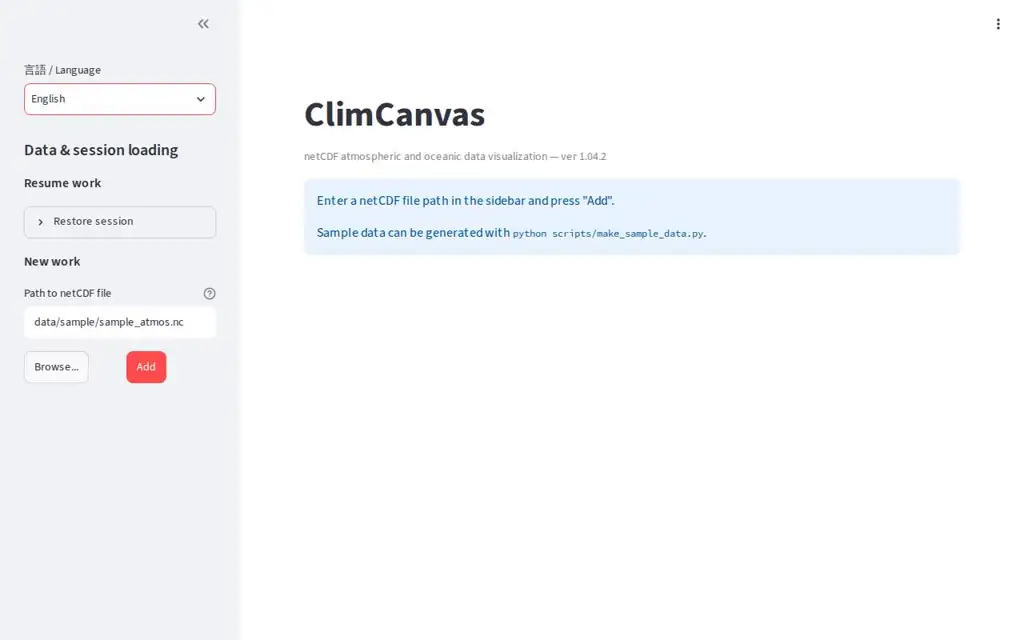 言語 / Language
English
Data & session loading
Resume work
Restore session
New work
Path to netCDF file
data/sample/sample_atmos.nc
Browse...
Add
ClimCanvas
netCDF atmospheric and oceanic data visualization — ver 1.04.2
Enter a netCDF file path in the sidebar and press "Add".
Sample data can be generated with python scripts/make_sample_data.py.